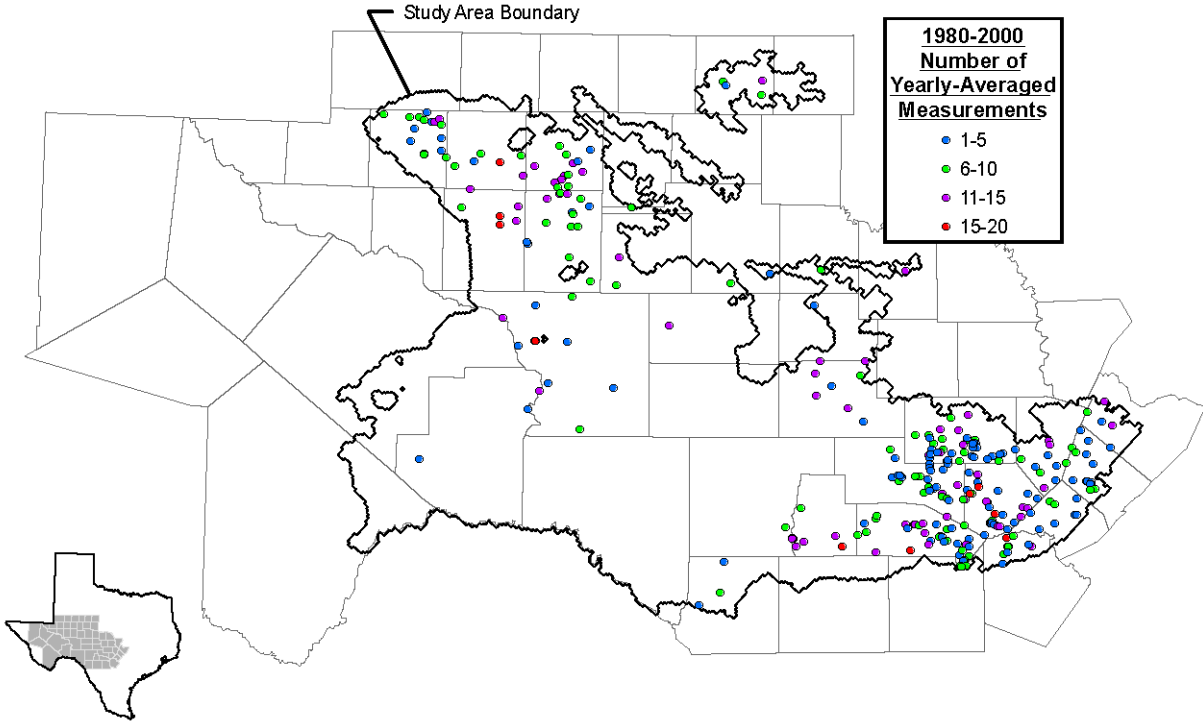 Study Area Boundary
1980-2000
Number of
Yearly-Averaged
Measurements
1-5
6-10
11-15
15-20